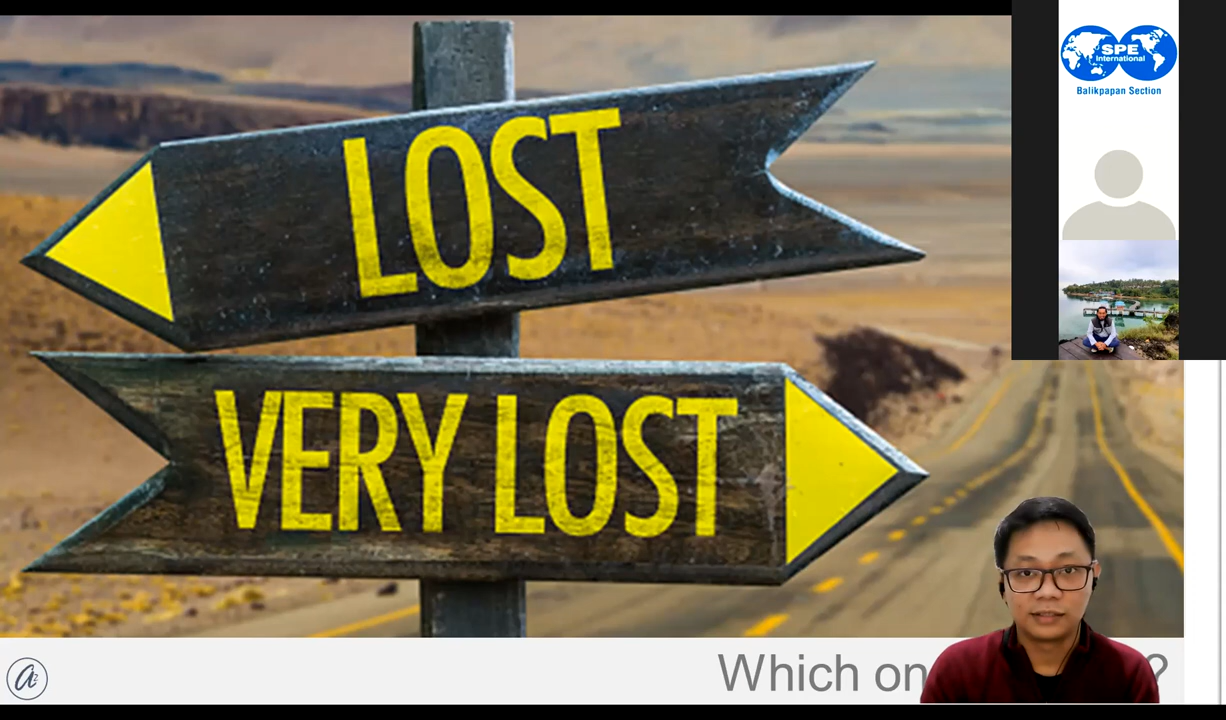 LOST
VERY LOST
Which on
?
SPE
International
Balikpapan Section